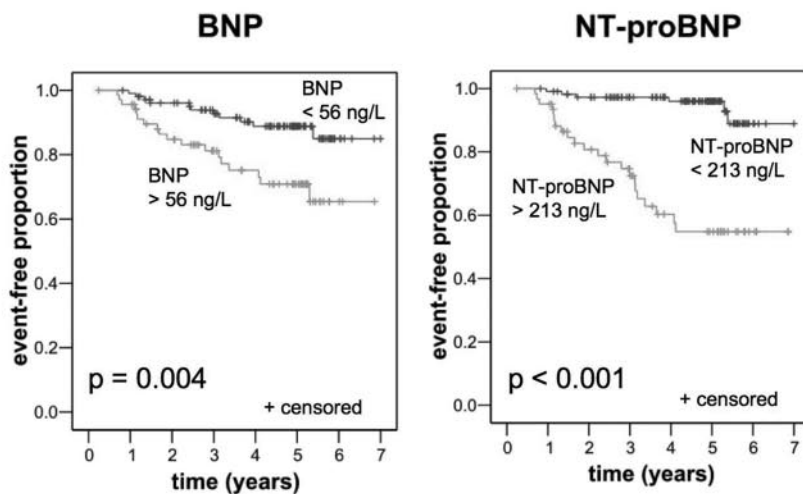 BNP
NT-proBNP
event-free proportion
1.0
0.8
0.6
0.4
0.2
0.0
BNP
< 56 ng/L
BNP
> 56 ng/L
p = 0.004
+ censored
0 1 2 3 4 5 6 7
time (years)
event-free proportion
1.0
0.8
0.6
0.4
0.2
0.0
NT-proBNP
< 213 ng/L
NT-proBNP
> 213 ng/L
p < 0.001
+ censored
0 1 2 3 4 5 6 7
time (years)